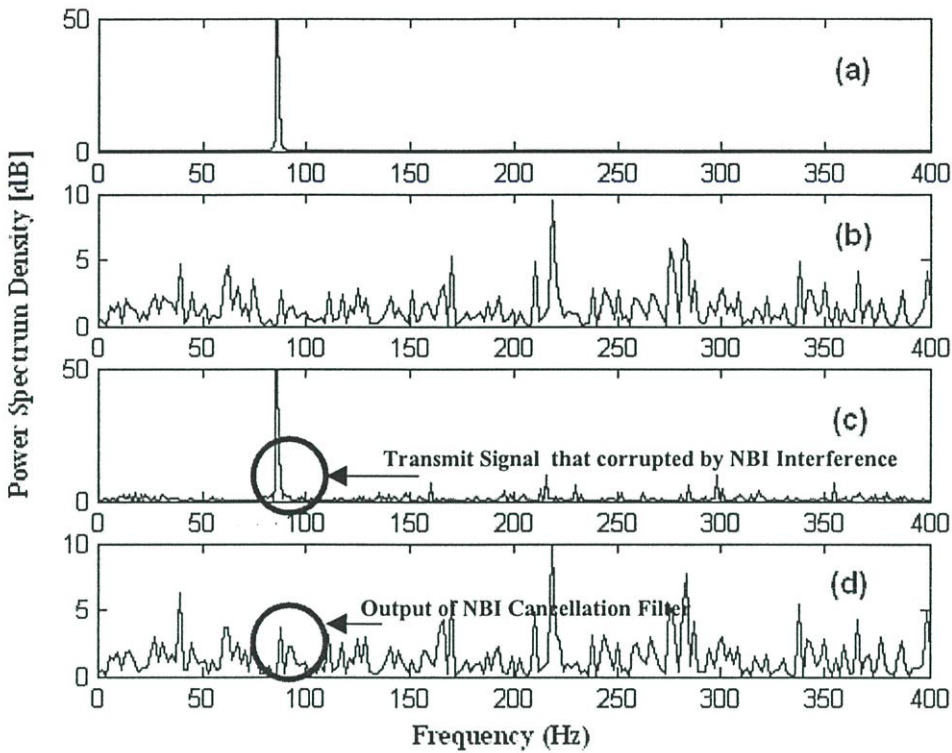 Power Spectrum Density [dB]
50
0
0 50 100 150 200 250 300 350 400
(a)
10
5
0
0 50 100 150 200 250 300 350 400
(b)
50
0
0 50 100 150 200 250 300 350 400
(c)
Transmit Signal that corrupted by NBI Interference
10
5
0
0 50 100 150 200 250 300 350 400
(d)
Output of NBI Cancellation Filter
Frequency (Hz)